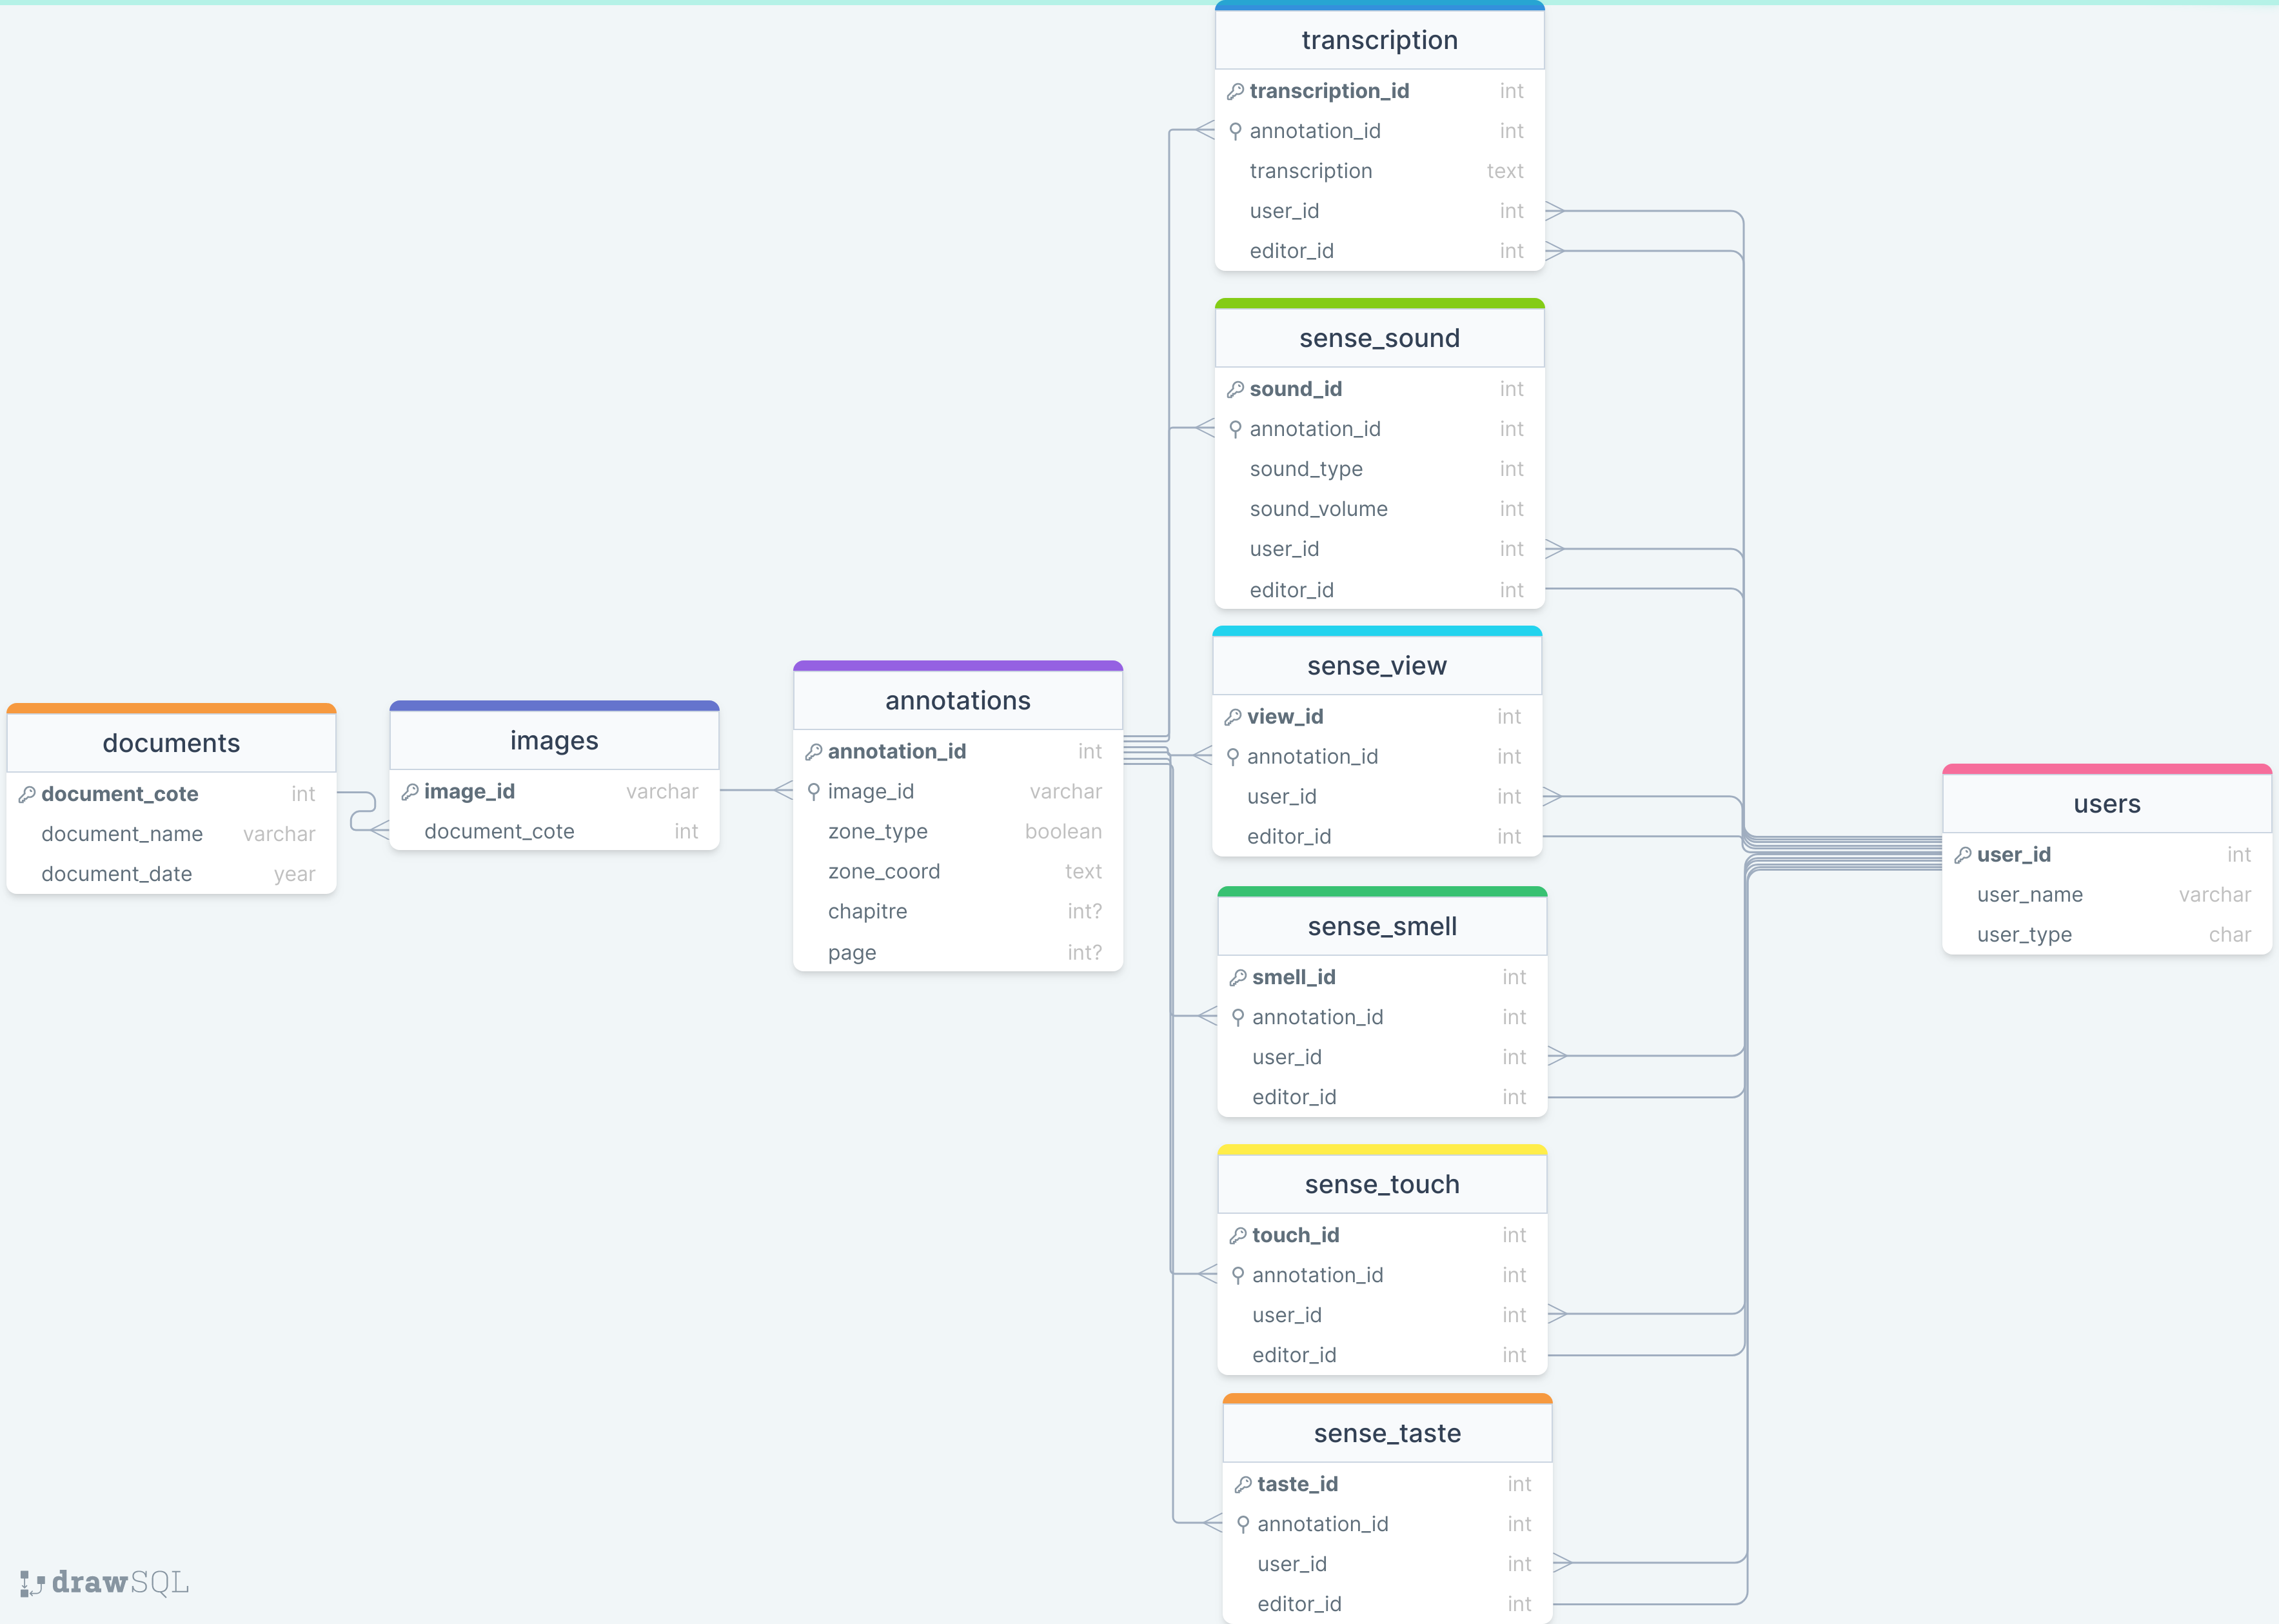 documents
document_cote int
document_name varchar
document_date year
images
image_id varchar
document_cote int
annotations
annotation_id int
image_id varchar
zone_type boolean
zone_coord text
chapitre int?
page int?
transcription
transcription_id int
annotation_id int
transcription text
user_id int
editor_id int
sense_sound
sound_id int
annotation_id int
sound_type int
sound_volume int
user_id int
editor_id int
sense_view
view_id int
annotation_id int
user_id int
editor_id int
sense_smell
smell_id int
annotation_id int
user_id int
editor_id int
sense_touch
touch_id int
annotation_id int
user_id int
editor_id int
sense_taste
taste_id int
annotation_id int
user_id int
editor_id int
users
user_id int
user_name varchar
user_type char
drawSQL